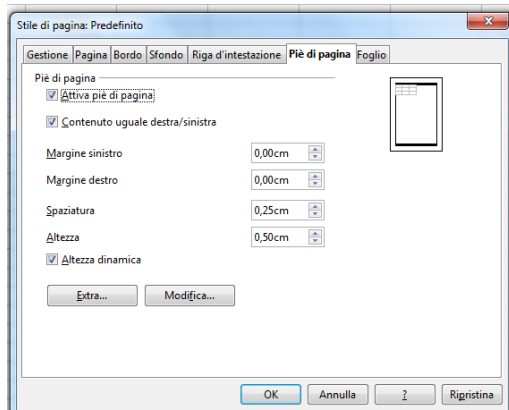 Stile di pagina: Predefinito
Gestione Pagina Bordo Sfondo Riga d'intestazione Piè di pagina Foglio
Piè di pagina
Attiva piè di pagina
Contenuto uguale destra/sinistra
Margine sinistro 0,00cm
Margine destro 0,00cm
Spaziatura 0,25cm
Altezza 0,50cm
Altezza dinamica
Extra... Modifica...
OK Annulla ? Ripristina